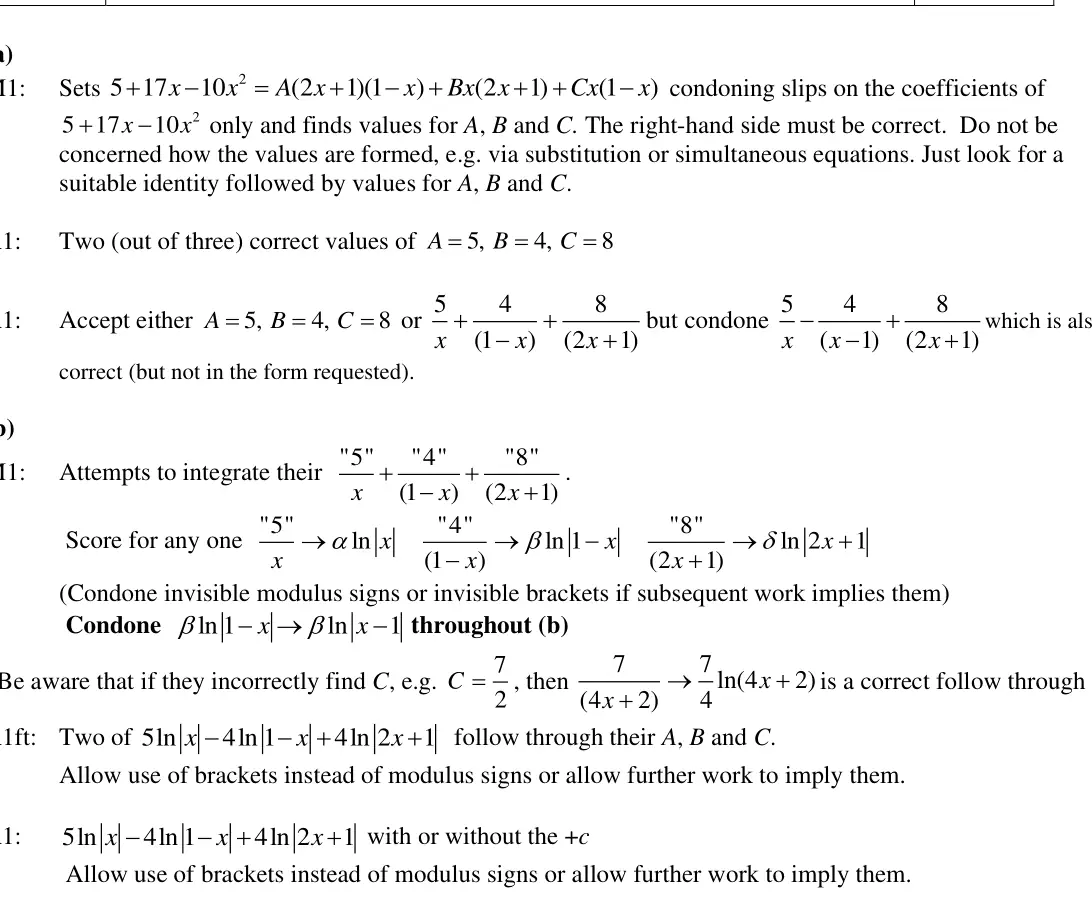 a)
M1: Sets 5+17x−10x² = A(2x+1)(1−x)+Bx(2x+1)+Cx(1−x) condoning slips on the coefficients of
5+17x−10x² only and finds values for A, B and C. The right-hand side must be correct. Do not be
concerned how the values are formed, e.g. via substitution or simultaneous equations. Just look for a
suitable identity followed by values for A, B and C.
1: Two (out of three) correct values of A = 5, B = 4, C = 8
1: Accept either A = 5, B = 4, C = 8 or 5/x + 4/(1−x) + 8/(2x+1) but condone 5/x − 4/(x−1) + 8/(2x+1) which is als
correct (but not in the form requested).
b)
M1: Attempts to integrate their "5"/x + "4"/(1−x) + "8"/(2x+1) .
Score for any one "5"/x → α ln|x| "4"/(1−x) → β ln|1−x| "8"/(2x+1) → δ ln|2x+1|
(Condone invisible modulus signs or invisible brackets if subsequent work implies them)
Condone β ln|1−x| → β ln|x−1| throughout (b)
Be aware that if they incorrectly find C, e.g. C = 7/2 , then 7/(4x+2) → 7/4 ln(4x+2) is a correct follow through
1ft: Two of 5ln|x|−4ln|1−x|+4ln|2x+1| follow through their A, B and C.
Allow use of brackets instead of modulus signs or allow further work to imply them.
1: 5ln|x|−4ln|1−x|+4ln|2x+1| with or without the +c
Allow use of brackets instead of modulus signs or allow further work to imply them.